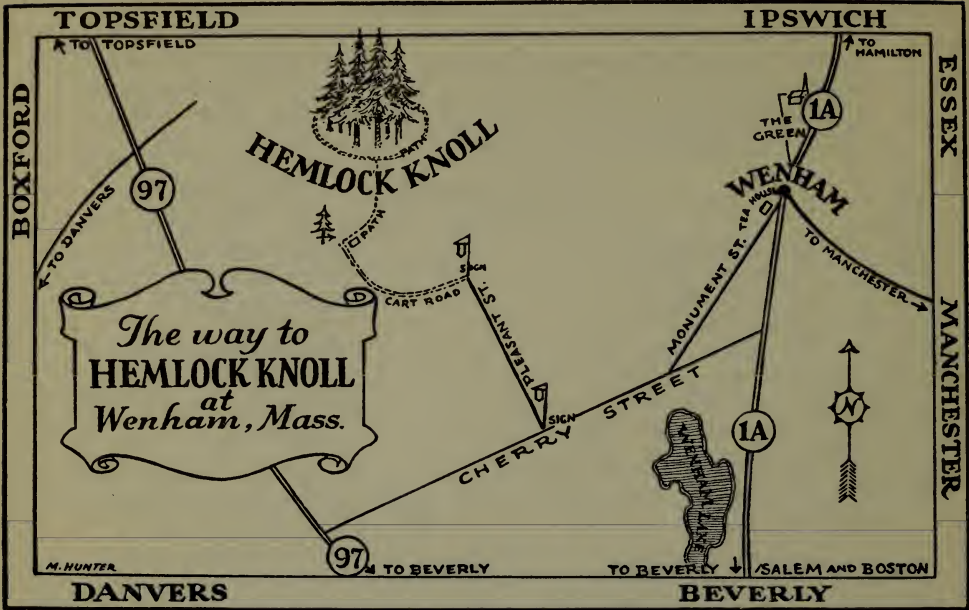 TOPSFIELD
IPSWICH
TO TOPSFIELD
TO
HAMILTON
BOXFORD
ESSEX
1A
THE
GREEN
PATH
HEMLOCK KNOLL
97
TO DANVERS
WENHAM
TEA HOUSE
PATH
MONUMENT ST.
TO MANCHESTER
SIGN
CART ROAD
PLEASANT ST.
MANCHESTER
The way to
HEMLOCK KNOLL
at
Wenham, Mass.
SIGN
CHERRY STREET
N
1A
WENHAM LAKE
97
M. HUNTER
TO BEVERLY
TO BEVERLY
/SALEM AND BOSTON
DANVERS
BEVERLY